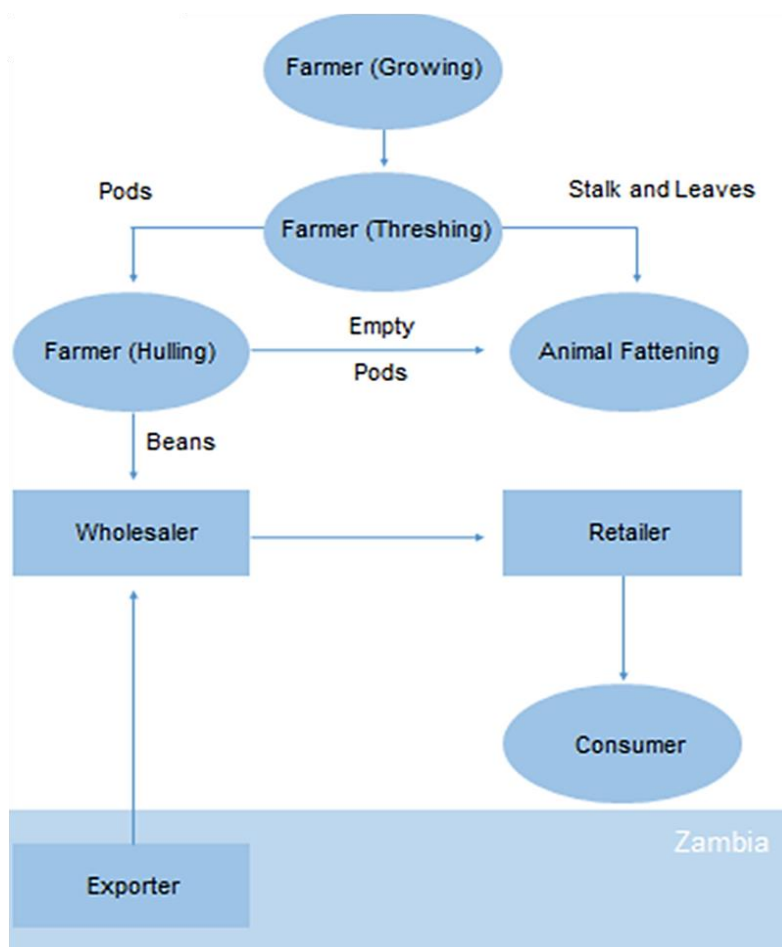 Farmer (Growing)
Pods
Stalk and Leaves
Farmer (Threshing)
Farmer (Hulling)
Empty
Pods
Animal Fattening
Beans
Wholesaler
Retailer
Consumer
Zambia
Exporter